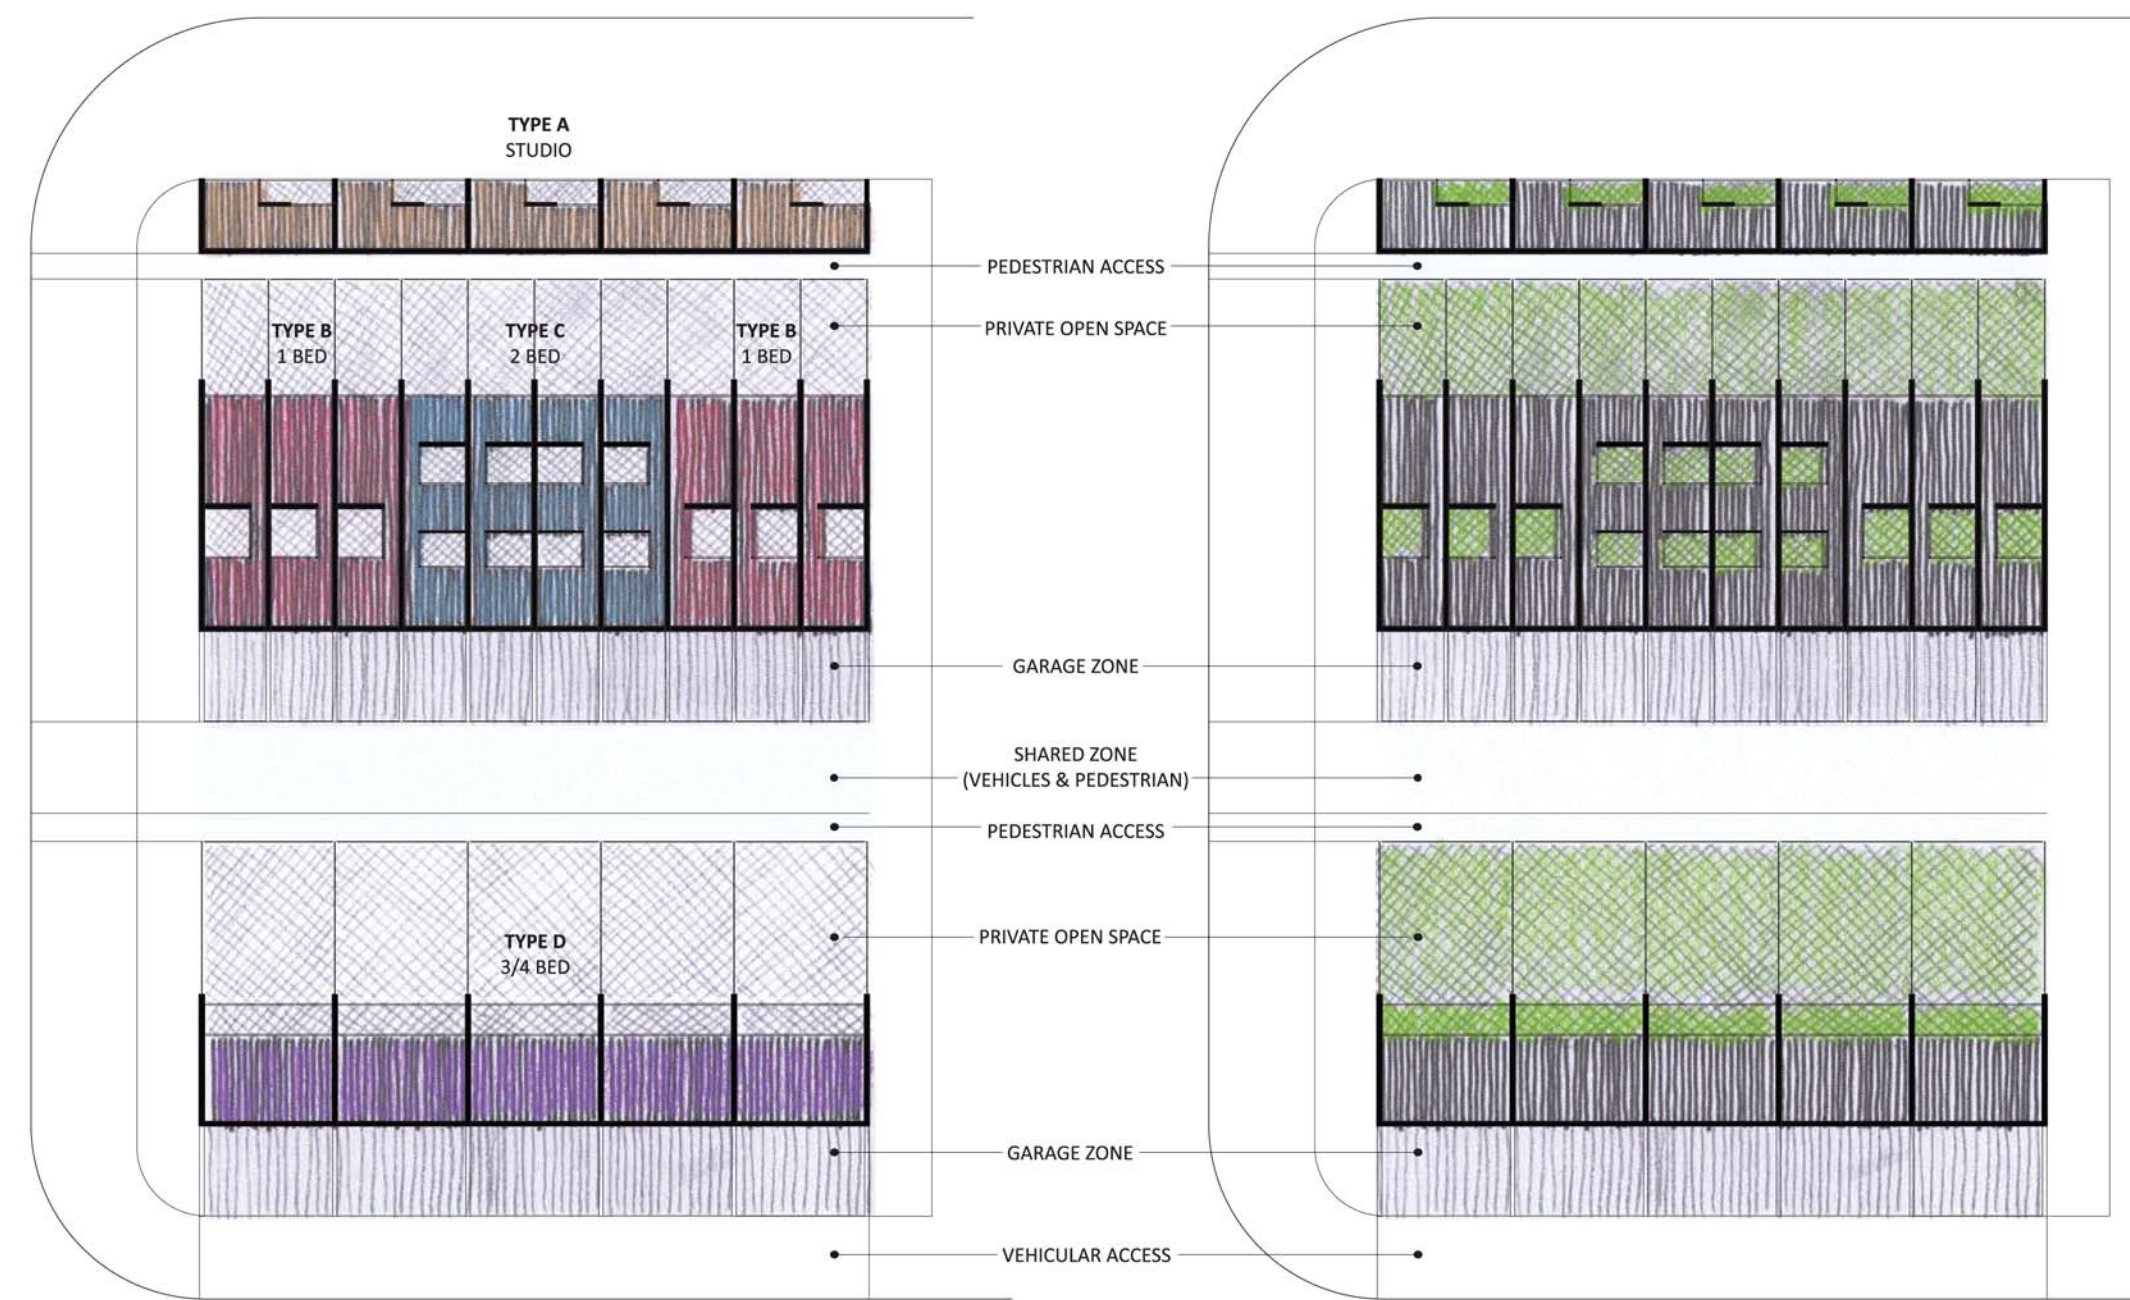 TYPE A
STUDIO
PEDESTRIAN ACCESS
PRIVATE OPEN SPACE
TYPE B
1 BED
TYPE C
2 BED
TYPE B
1 BED
GARAGE ZONE
SHARED ZONE
(VEHICLES & PEDESTRIAN)
PEDESTRIAN ACCESS
PRIVATE OPEN SPACE
TYPE D
3/4 BED
GARAGE ZONE
VEHICULAR ACCESS